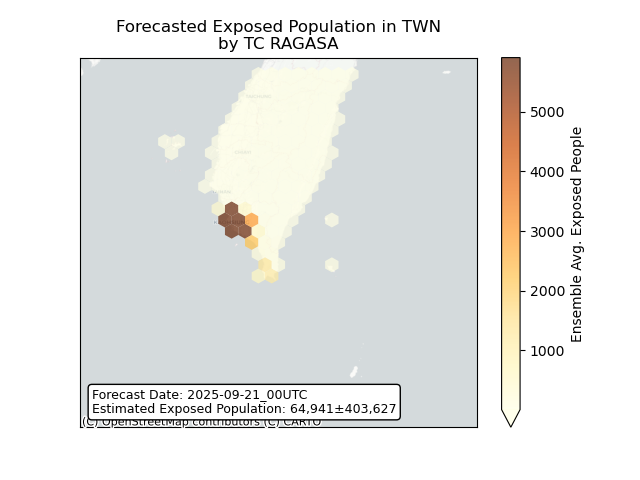 Forecasted Exposed Population in TWN
by TC RAGASA
5000
4000
3000
2000
1000
Ensemble Avg. Exposed People
Forecast Date: 2025-09-21_00UTC
Estimated Exposed Population: 64,941±403,627
(C) OpenStreetMap contributors (C) CARTO